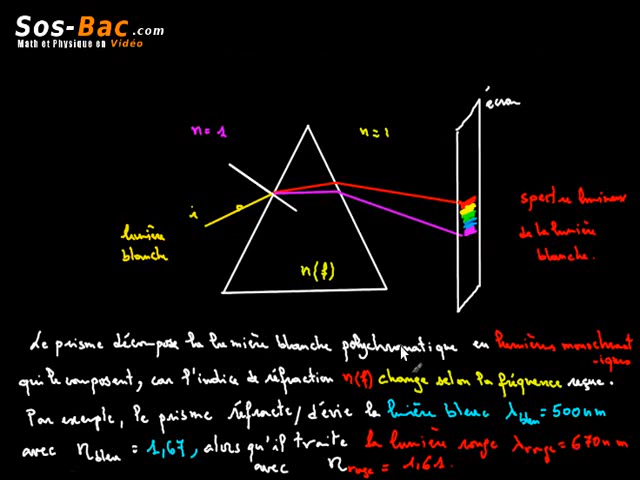 Sos-Bac.com
Math et Physique en Vidéo
écran
n = 1
n = 1
i
lumière
blanche
n(f)
spectre lumineux
de la lumière
blanche.
Le prisme décompose la lumière blanche polychromatique en lumières monochromat
-iques
qui le composent, car l'indice de réfraction n(f) change selon la fréquence reçue.
Par exemple, le prisme réfracte/dévie la lumière bleue λbleu = 500 nm
avec nbleu = 1,67, alors qu'il traite la lumière rouge λrouge = 670 nm
avec nrouge = 1,61.